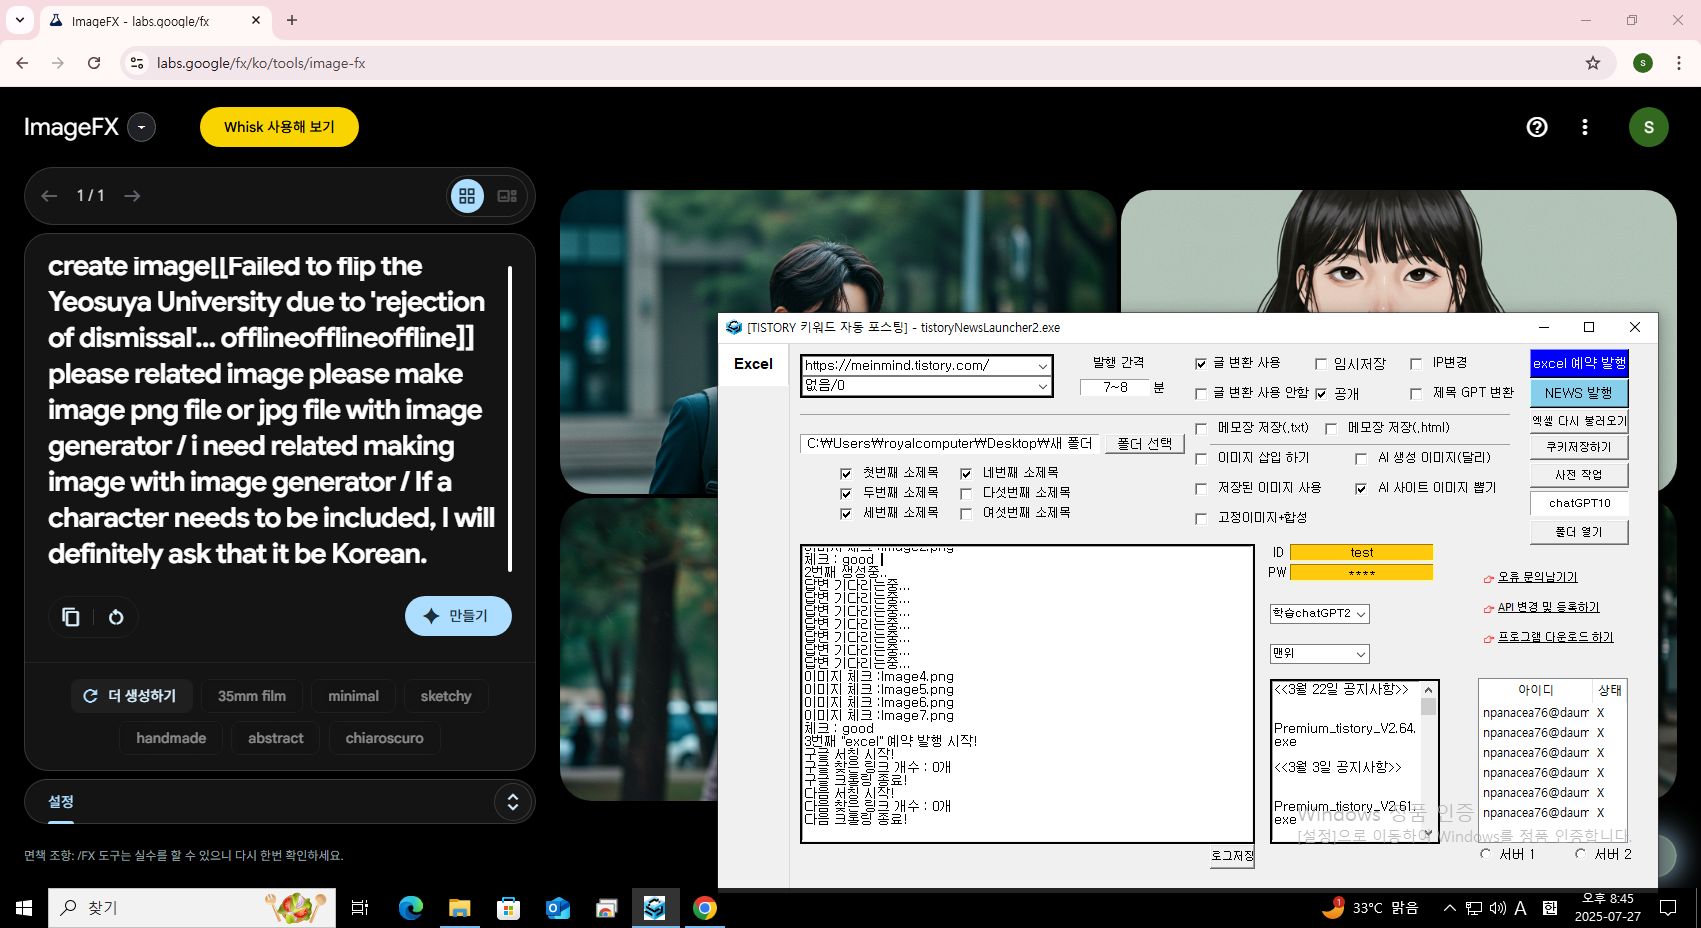 ImageFX - labs.google/fx
labs.google/fx/ko/tools/image-fx
S
ImageFX
Whisk 사용해 보기
S
1 / 1
create image[[Failed to flip the
Yeosuya University due to 'rejection
of dismissal'... offlineofflineoffline]]
please related image please make
image png file or jpg file with image
generator / i need related making
image with image generator / If a
character needs to be included, I will
definitely ask that it be Korean.
만들기
더 생성하기
35mm film
minimal
sketchy
handmade
abstract
chiaroscuro
설정
면책 조항: /FX 도구는 실수를 할 수 있으니 다시 한번 확인하세요.
[TISTORY 키워드 자동 포스팅] - tistoryNewsLauncher2.exe
Excel
https://meinmind.tistory.com/
없음/0
발행 간격
7~8 분
글 변환 사용
임시저장
IP변경
글 변환 사용 안함
공개
제목 GPT 변환
메모장 저장(.txt)
메모장 저장(.html)
C:₩Users₩royalcomputer₩Desktop₩새 폴더
폴더 선택
이미지 삽입 하기
AI 생성 이미지(달리)
저장된 이미지 사용
AI 사이트 이미지 뽑기
고정이미지+합성
첫번째 소제목
네번째 소제목
두번째 소제목
다섯번째 소제목
세번째 소제목
여섯번째 소제목
excel 예약 발행
NEWS 발행
엑셀 다시 불러오기
쿠키저장하기
사전 작업
chatGPT10
폴더 열기
이미지 체크 :Image2.png
체크 : good
2번째 생성중..
답변 기다리는중...
답변 기다리는중...
답변 기다리는중...
답변 기다리는중...
답변 기다리는중...
답변 기다리는중...
답변 기다리는중...
이미지 체크 :Image4.png
이미지 체크 :Image5.png
이미지 체크 :Image6.png
이미지 체크 :Image7.png
체크 : good
3번째 "excel" 예약 발행 시작!
구글 서칭 시작!
구글 찾은 링크 개수 : 0개
구글 크롤링 종료!
다음 서칭 시작!
다음 찾은 링크 개수 : 0개
다음 크롤링 종료!
로그저장
ID test
PW ****
학습chatGPT2
맨위
오류 문의남기기
API 변경 및 등록하기
프로그램 다운로드 하기
<<3월 22일 공지사항>>
Premium_tistory_V2.64.
exe
<<3월 3일 공지사항>>
Premium_tistory_V2.61.
exe
아이디 상태
npanacea76@daum X
npanacea76@daum X
npanacea76@daum X
npanacea76@daum X
npanacea76@daum X
npanacea76@daum X
서버 1
서버 2
Windows 정품 인증
[설정]으로 이동하여 Windows를 정품 인증합니다.
찾기
1
33°C 맑음
A
한
오후 8:45
2025-07-27